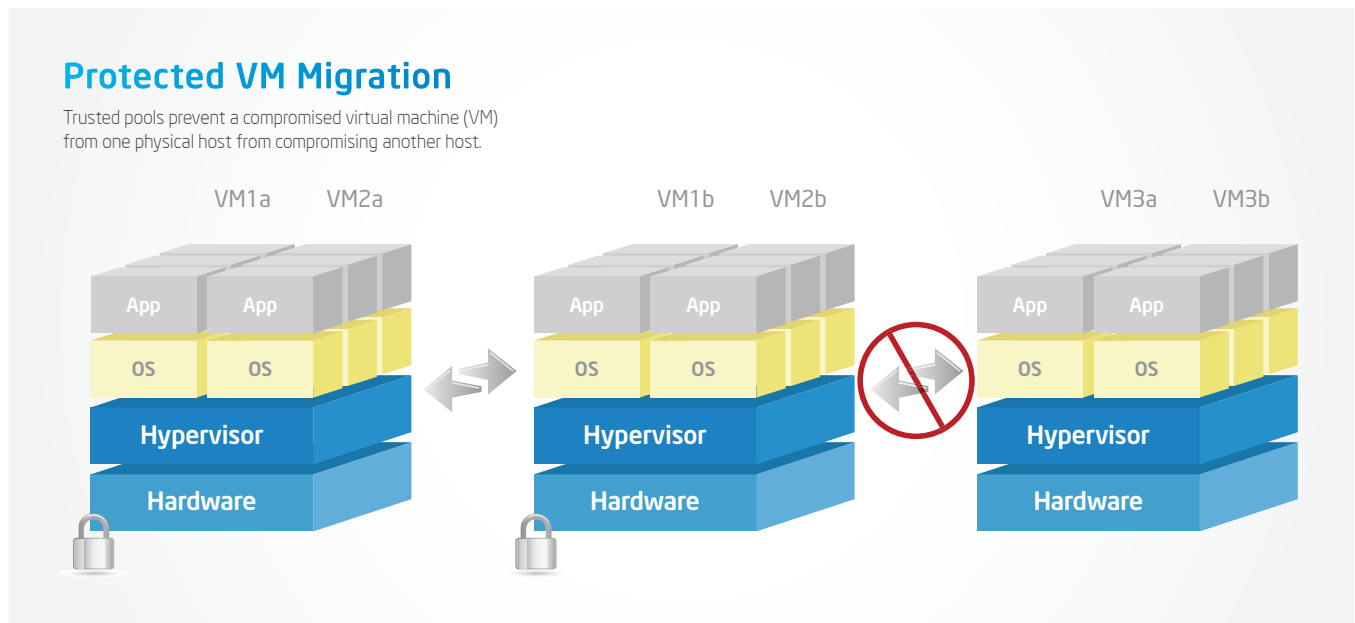 Protected VM Migration
Trusted pools prevent a compromised virtual machine (VM)
from one physical host from compromising another host.
VM1a VM2a VM1b VM2b VM3a VM3b
App App App App App App
OS OS OS OS OS OS
Hypervisor Hypervisor Hypervisor
Hardware Hardware Hardware